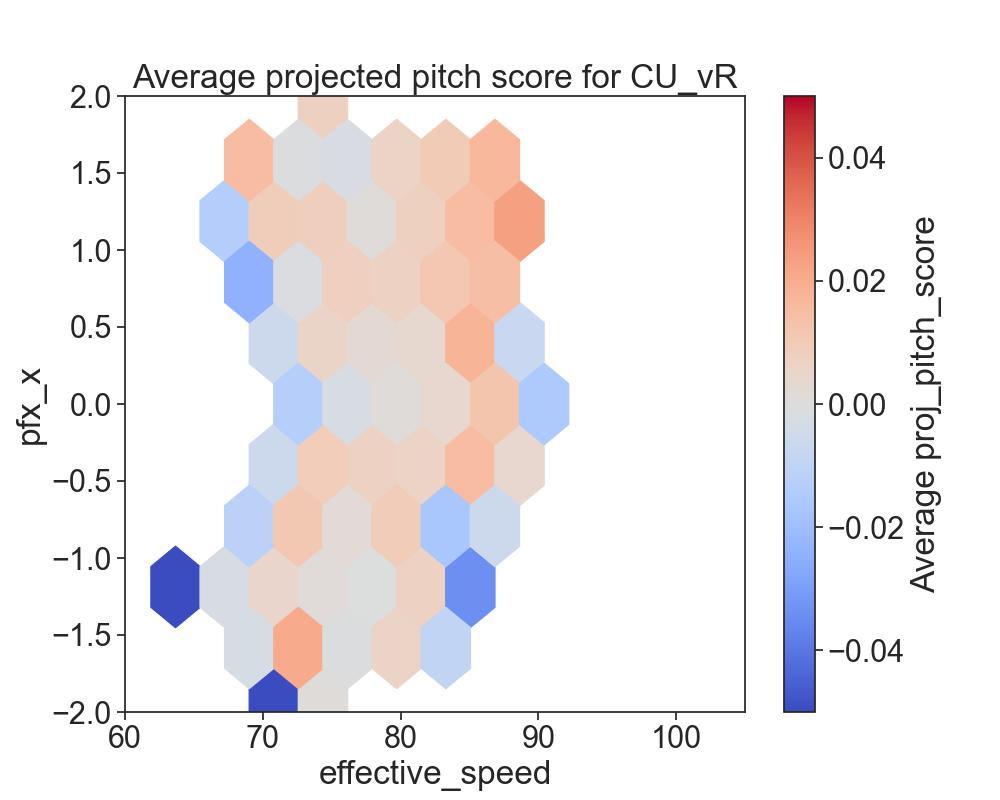 Average projected pitch score for CU_vR
2.0
1.5
1.0
0.5
0.0
−0.5
−1.0
−1.5
−2.0
pfx_x
60 70 80 90 100
effective_speed
0.04
0.02
0.00
−0.02
−0.04
Average proj_pitch_score